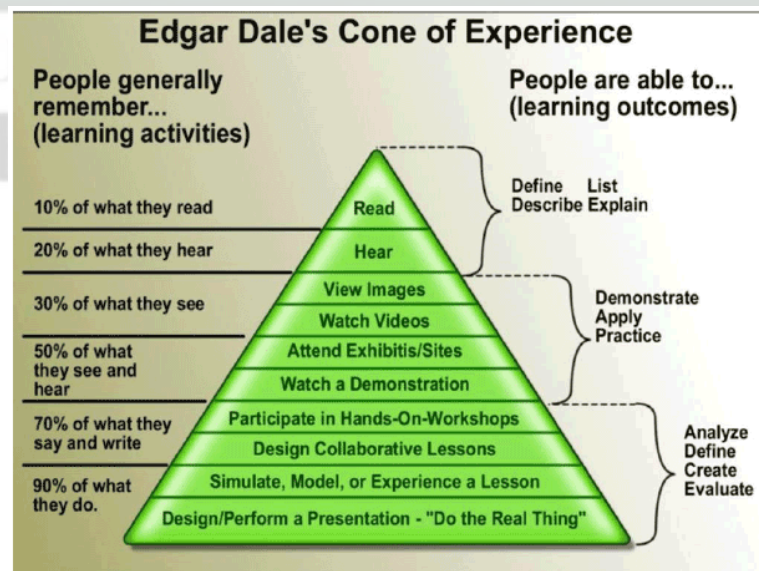 Edgar Dale's Cone of Experience
People generally
remember...
(learning activities)
People are able to...
(learning outcomes)
10% of what they read
20% of what they hear
30% of what they see
50% of what
they see and
hear
70% of what they
say and write
90% of what
they do.
Read
Hear
View Images
Watch Videos
Attend Exhibitis/Sites
Watch a Demonstration
Participate in Hands-On-Workshops
Design Collaborative Lessons
Simulate, Model, or Experience a Lesson
Design/Perform a Presentation - "Do the Real Thing"
Define List
Describe Explain
Demonstrate
Apply
Practice
Analyze
Define
Create
Evaluate